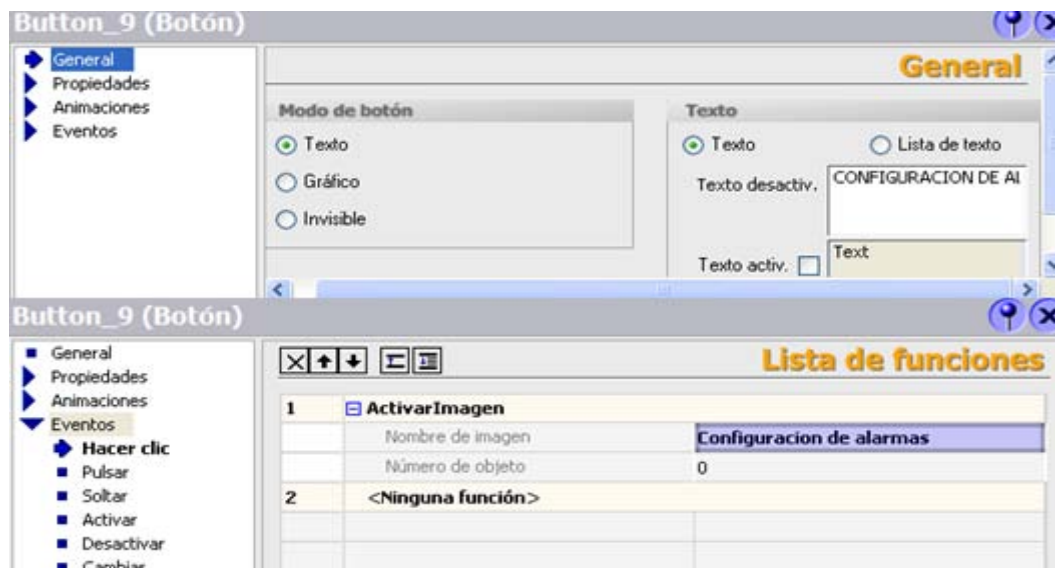 Button_9 (Botón)
General
Propiedades
Animaciones
Eventos
General
Modo de botón
Texto
Gráfico
Invisible
Texto
Texto
Lista de texto
Texto desactiv.
CONFIGURACION DE AL
Texto activ.
Text
Button_9 (Botón)
General
Propiedades
Animaciones
Eventos
Hacer clic
Pulsar
Soltar
Activar
Desactivar
Cambiar
Lista de funciones
1 ActivarImagen
Nombre de imagen Configuracion de alarmas
Número de objeto 0
2 <Ninguna función>